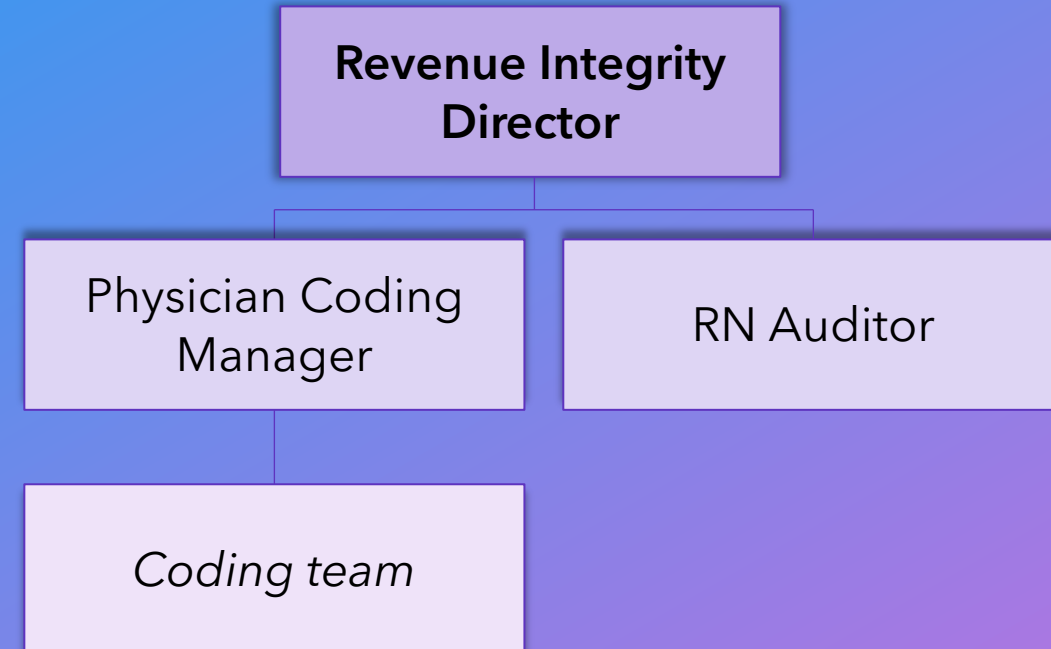 Revenue Integrity
Director
Physician Coding
Manager
RN Auditor
Coding team